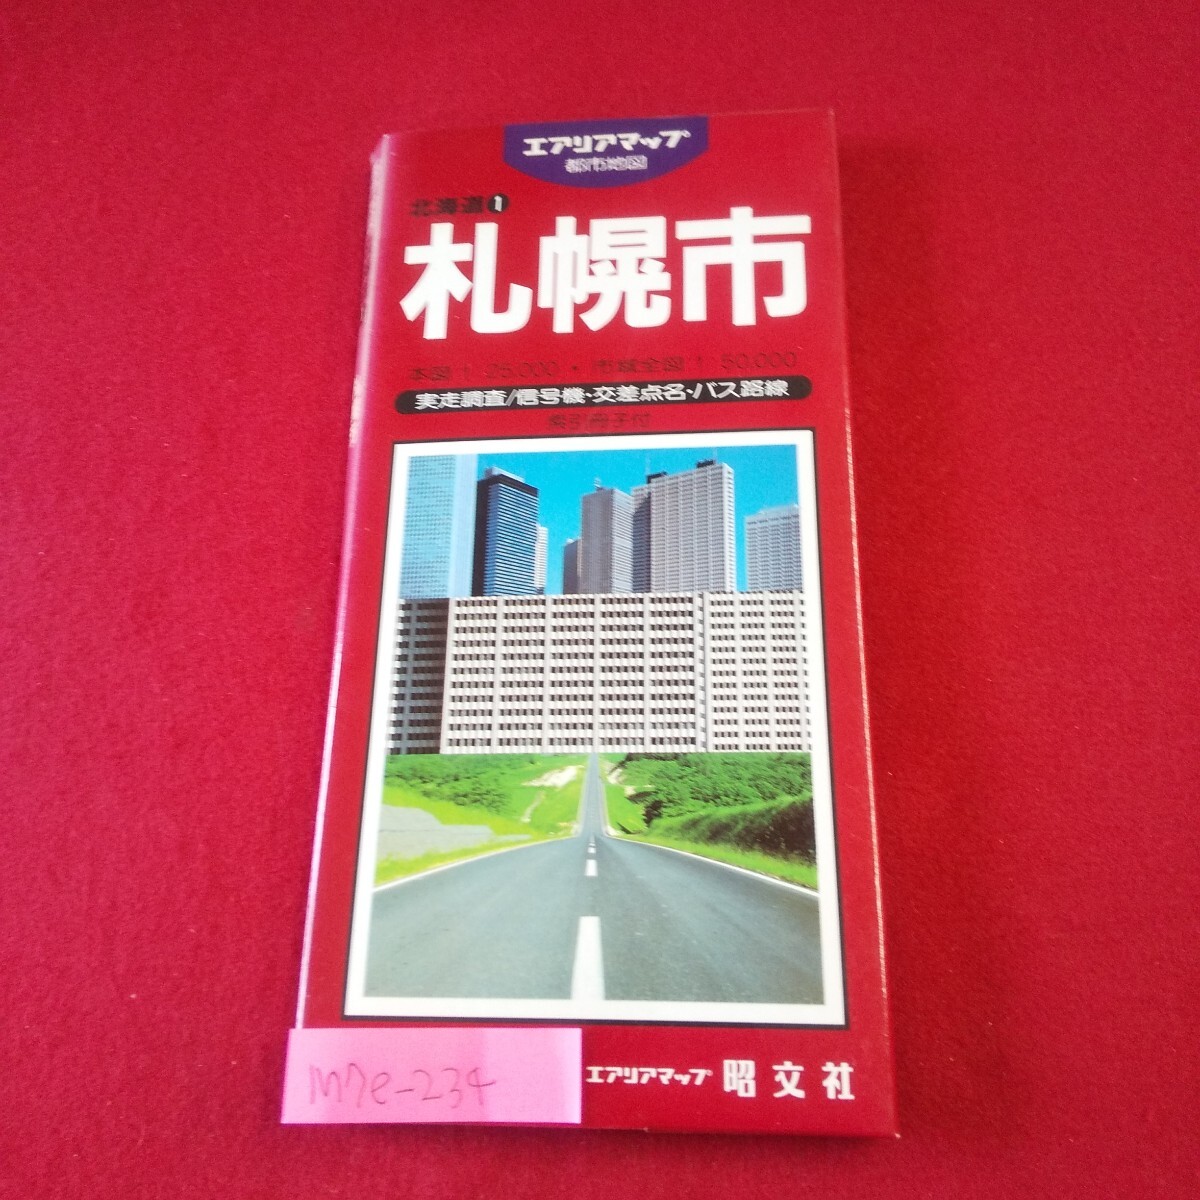 エアリアマップ
都市地図
北海道1
札幌市
本図1:25,000・市域全図1:50,000
実走調査/信号機・交差点名・バス路線
索引冊子付
m7e-234
エアリアマップ 昭文社